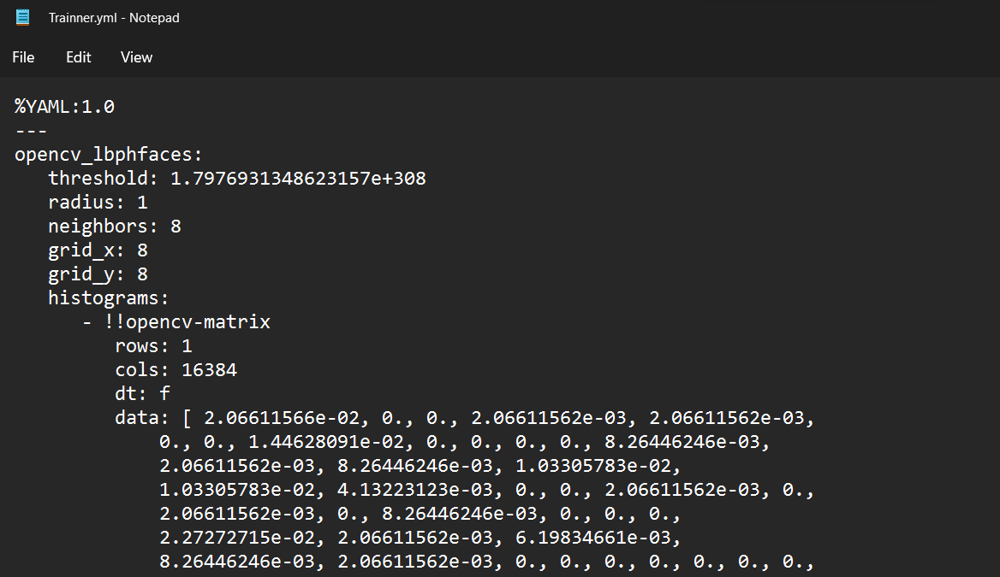 Trainner.yml - Notepad
File Edit View
%YAML:1.0
---
opencv_lbphfaces:
threshold: 1.7976931348623157e+308
radius: 1
neighbors: 8
grid_x: 8
grid_y: 8
histograms:
- !!opencv-matrix
rows: 1
cols: 16384
dt: f
data: [ 2.06611566e-02, 0., 0., 2.06611562e-03, 2.06611562e-03,
0., 0., 1.44628091e-02, 0., 0., 0., 0., 8.26446246e-03,
2.06611562e-03, 8.26446246e-03, 1.03305783e-02,
1.03305783e-02, 4.13223123e-03, 0., 0., 2.06611562e-03, 0.,
2.06611562e-03, 0., 8.26446246e-03, 0., 0., 0.,
2.27272715e-02, 2.06611562e-03, 6.19834661e-03,
8.26446246e-03, 2.06611562e-03, 0., 0., 0., 0., 0., 0., 0.,